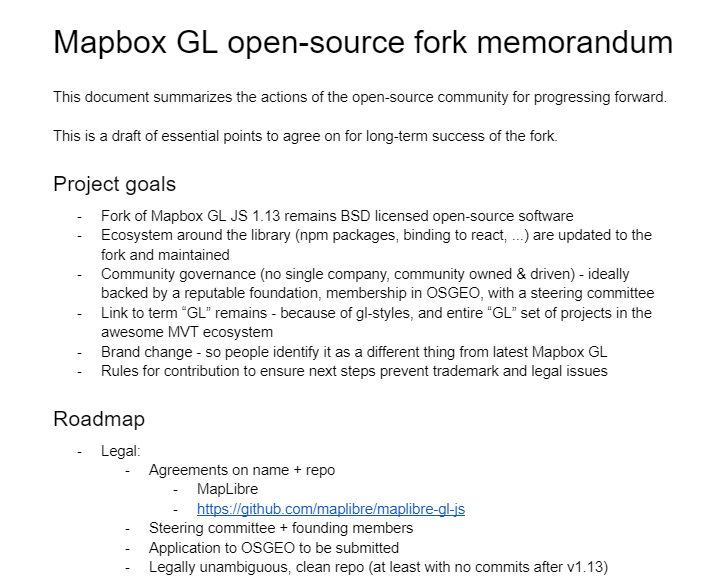 Mapbox GL open-source fork memorandum
This document summarizes the actions of the open-source community for progressing forward.
This is a draft of essential points to agree on for long-term success of the fork.
Project goals
- Fork of Mapbox GL JS 1.13 remains BSD licensed open-source software
- Ecosystem around the library (npm packages, binding to react, ...) are updated to the
fork and maintained
- Community governance (no single company, community owned & driven) - ideally
backed by a reputable foundation, membership in OSGEO, with a steering committee
- Link to term “GL” remains - because of gl-styles, and entire “GL” set of projects in the
awesome MVT ecosystem
- Brand change - so people identify it as a different thing from latest Mapbox GL
- Rules for contribution to ensure next steps prevent trademark and legal issues
Roadmap
- Legal:
- Agreements on name + repo
- MapLibre
- https://github.com/maplibre/maplibre-gl-js
- Steering committee + founding members
- Application to OSGEO to be submitted
- Legally unambiguous, clean repo (at least with no commits after v1.13)